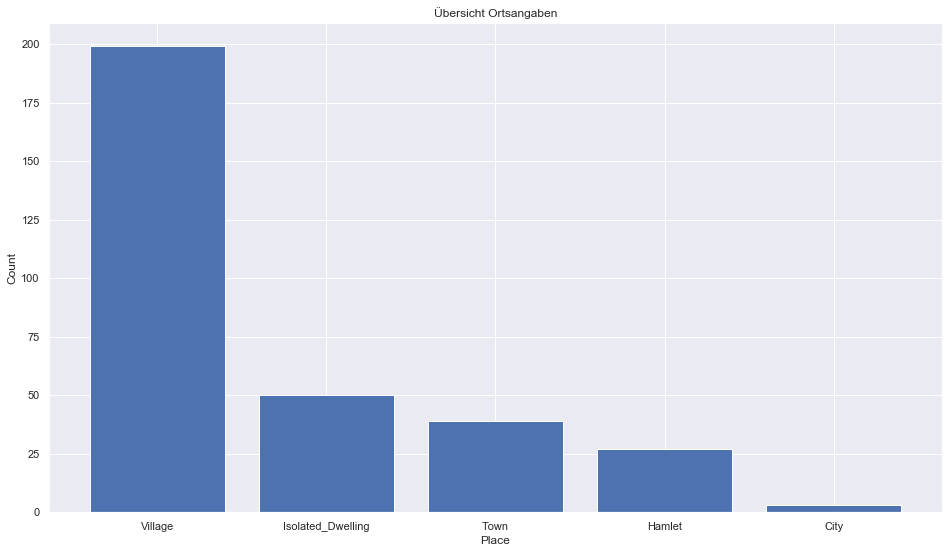 Übersicht Ortsangaben
200
175
150
125
100
75
50
25
0
Count
Village Isolated_Dwelling Town Hamlet City
Place